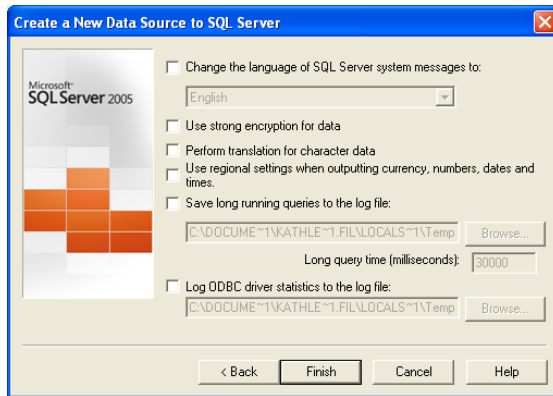 Create a New Data Source to SQL Server
Microsoft
SQL Server 2005
Change the language of SQL Server system messages to:
English
Use strong encryption for data
Perform translation for character data
Use regional settings when outputting currency, numbers, dates and
times.
Save long running queries to the log file:
C:\DOCUME~1\KATHLE~1.FIL\LOCALS~1\Temp
Browse...
Long query time (milliseconds):
30000
Log ODBC driver statistics to the log file:
C:\DOCUME~1\KATHLE~1.FIL\LOCALS~1\Temp
Browse...
< Back
Finish
Cancel
Help